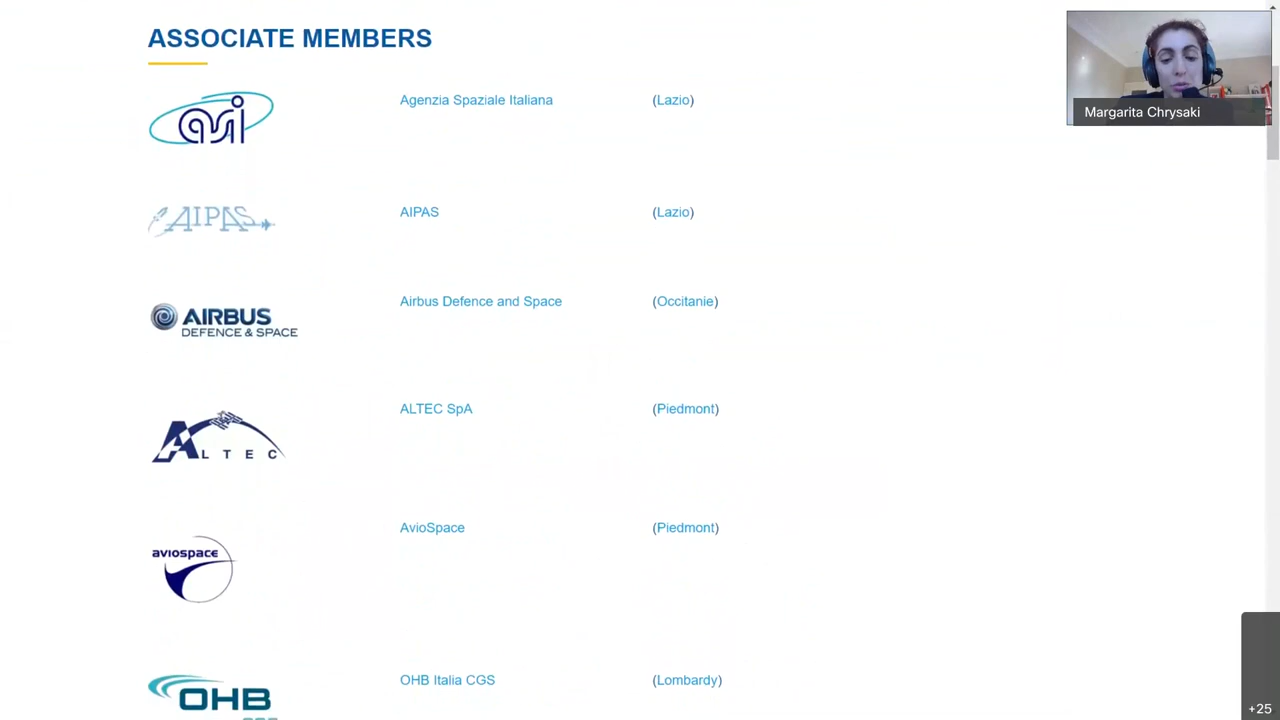 ASSOCIATE MEMBERS
Margarita Chrysaki
asi
Agenzia Spaziale Italiana (Lazio)
AIPAS
AIPAS (Lazio)
AIRBUS
DEFENCE & SPACE
Airbus Defence and Space (Occitanie)
ALTEC
ALTEC SpA (Piedmont)
aviospace
AvioSpace (Piedmont)
OHB
OHB Italia CGS (Lombardy)
+25